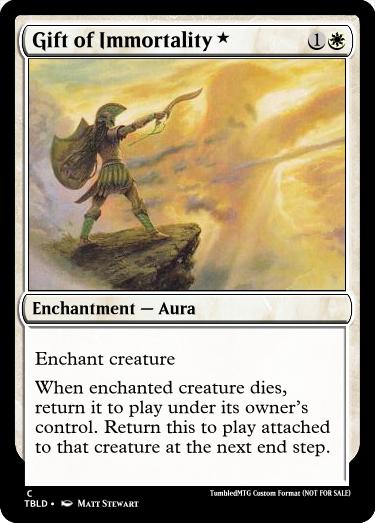 Gift of Immortality ★ 1
Enchantment — Aura
Enchant creature
When enchanted creature dies,
return it to play under its owner's
control. Return this to play attached
to that creature at the next end step.
C TumbledMTG Custom Format (NOT FOR SALE)
TBLD • Matt Stewart